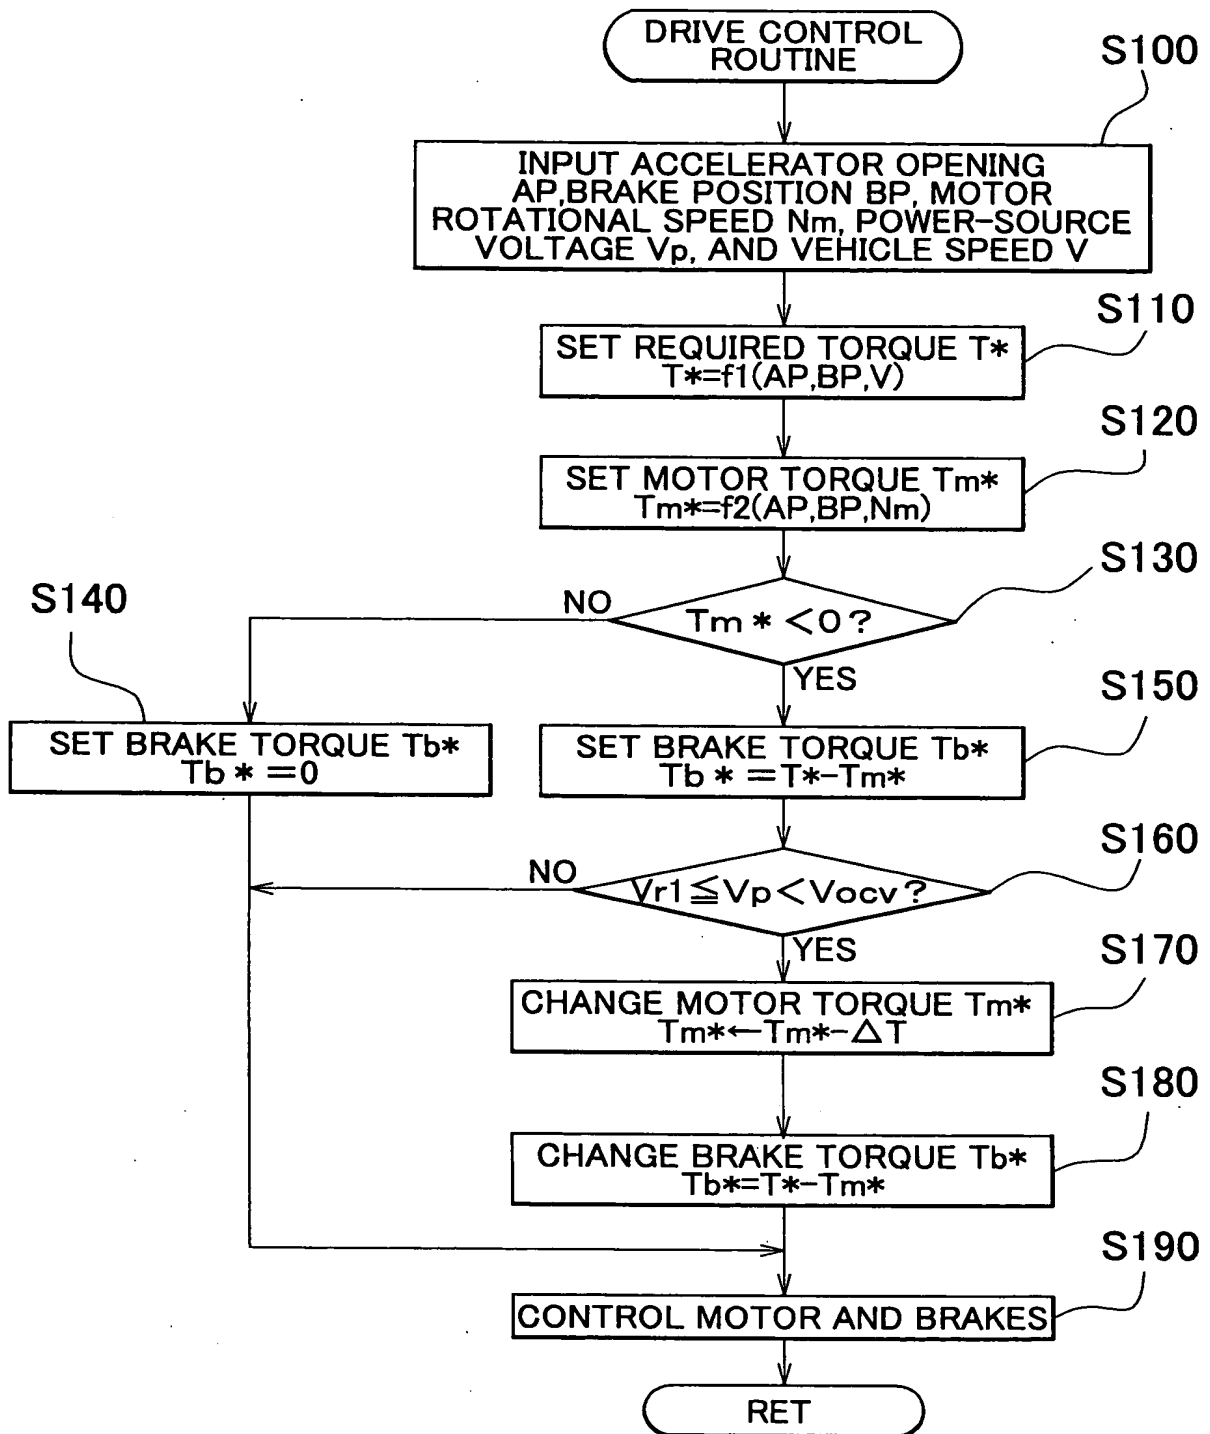 DRIVE CONTROL
ROUTINE
S100
INPUT ACCELERATOR OPENING
AP,BRAKE POSITION BP, MOTOR
ROTATIONAL SPEED Nm, POWER-SOURCE
VOLTAGE Vp, AND VEHICLE SPEED V
S110
SET REQUIRED TORQUE T*
T*=f1(AP,BP,V)
S120
SET MOTOR TORQUE Tm*
Tm*=f2(AP,BP,Nm)
S130
Tm*<0?
NO
YES
S140
SET BRAKE TORQUE Tb*
Tb*=0
S150
SET BRAKE TORQUE Tb*
Tb*=T*-Tm*
S160
Vr1≦Vp<Vocv?
NO
YES
S170
CHANGE MOTOR TORQUE Tm*
Tm*←Tm*-△T
S180
CHANGE BRAKE TORQUE Tb*
Tb*=T*-Tm*
S190
CONTROL MOTOR AND BRAKES
RET